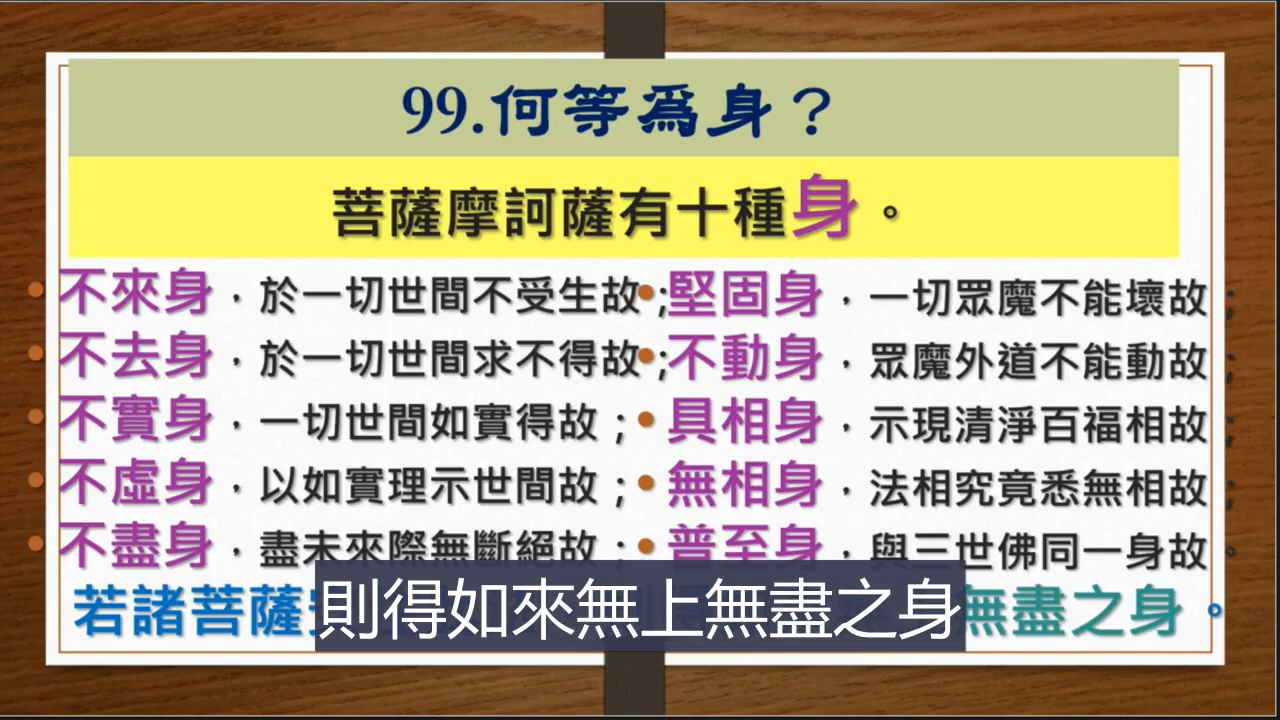 99.何等爲身？
菩薩摩訶薩有十種身。
不來身，於一切世間不受生故；
不去身，於一切世間求不得故；
不實身，一切世間如實得故；
不虛身，以如實理示世間故；
不盡身，盡未來際無斷絕故；
堅固身，一切眾魔不能壞故；
不動身，眾魔外道不能動故；
具相身，示現清淨百福相故；
無相身，法相究竟悉無相故；
普至身，與三世佛同一身故。
若諸菩薩 無盡之身。
則得如來無上無盡之身